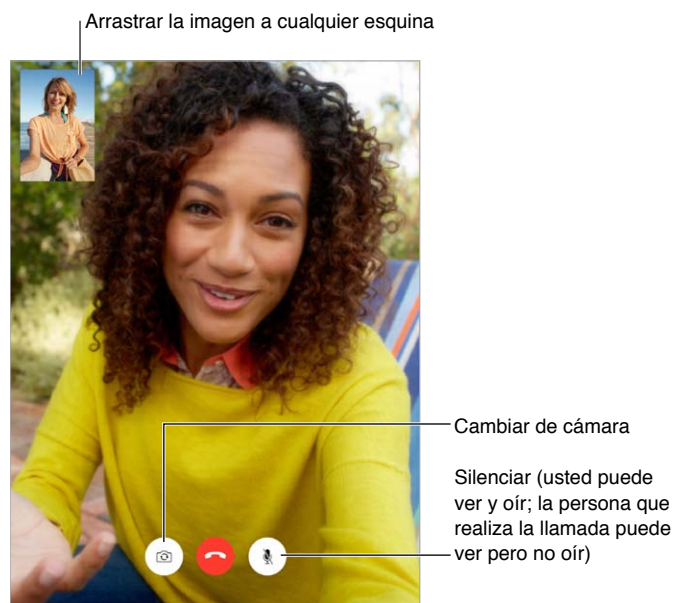 Arrastrar la imagen a cualquier esquina
Cambiar de cámara
Silenciar (usted puede
ver y oír; la persona que
realiza la llamada puede
ver pero no oír)